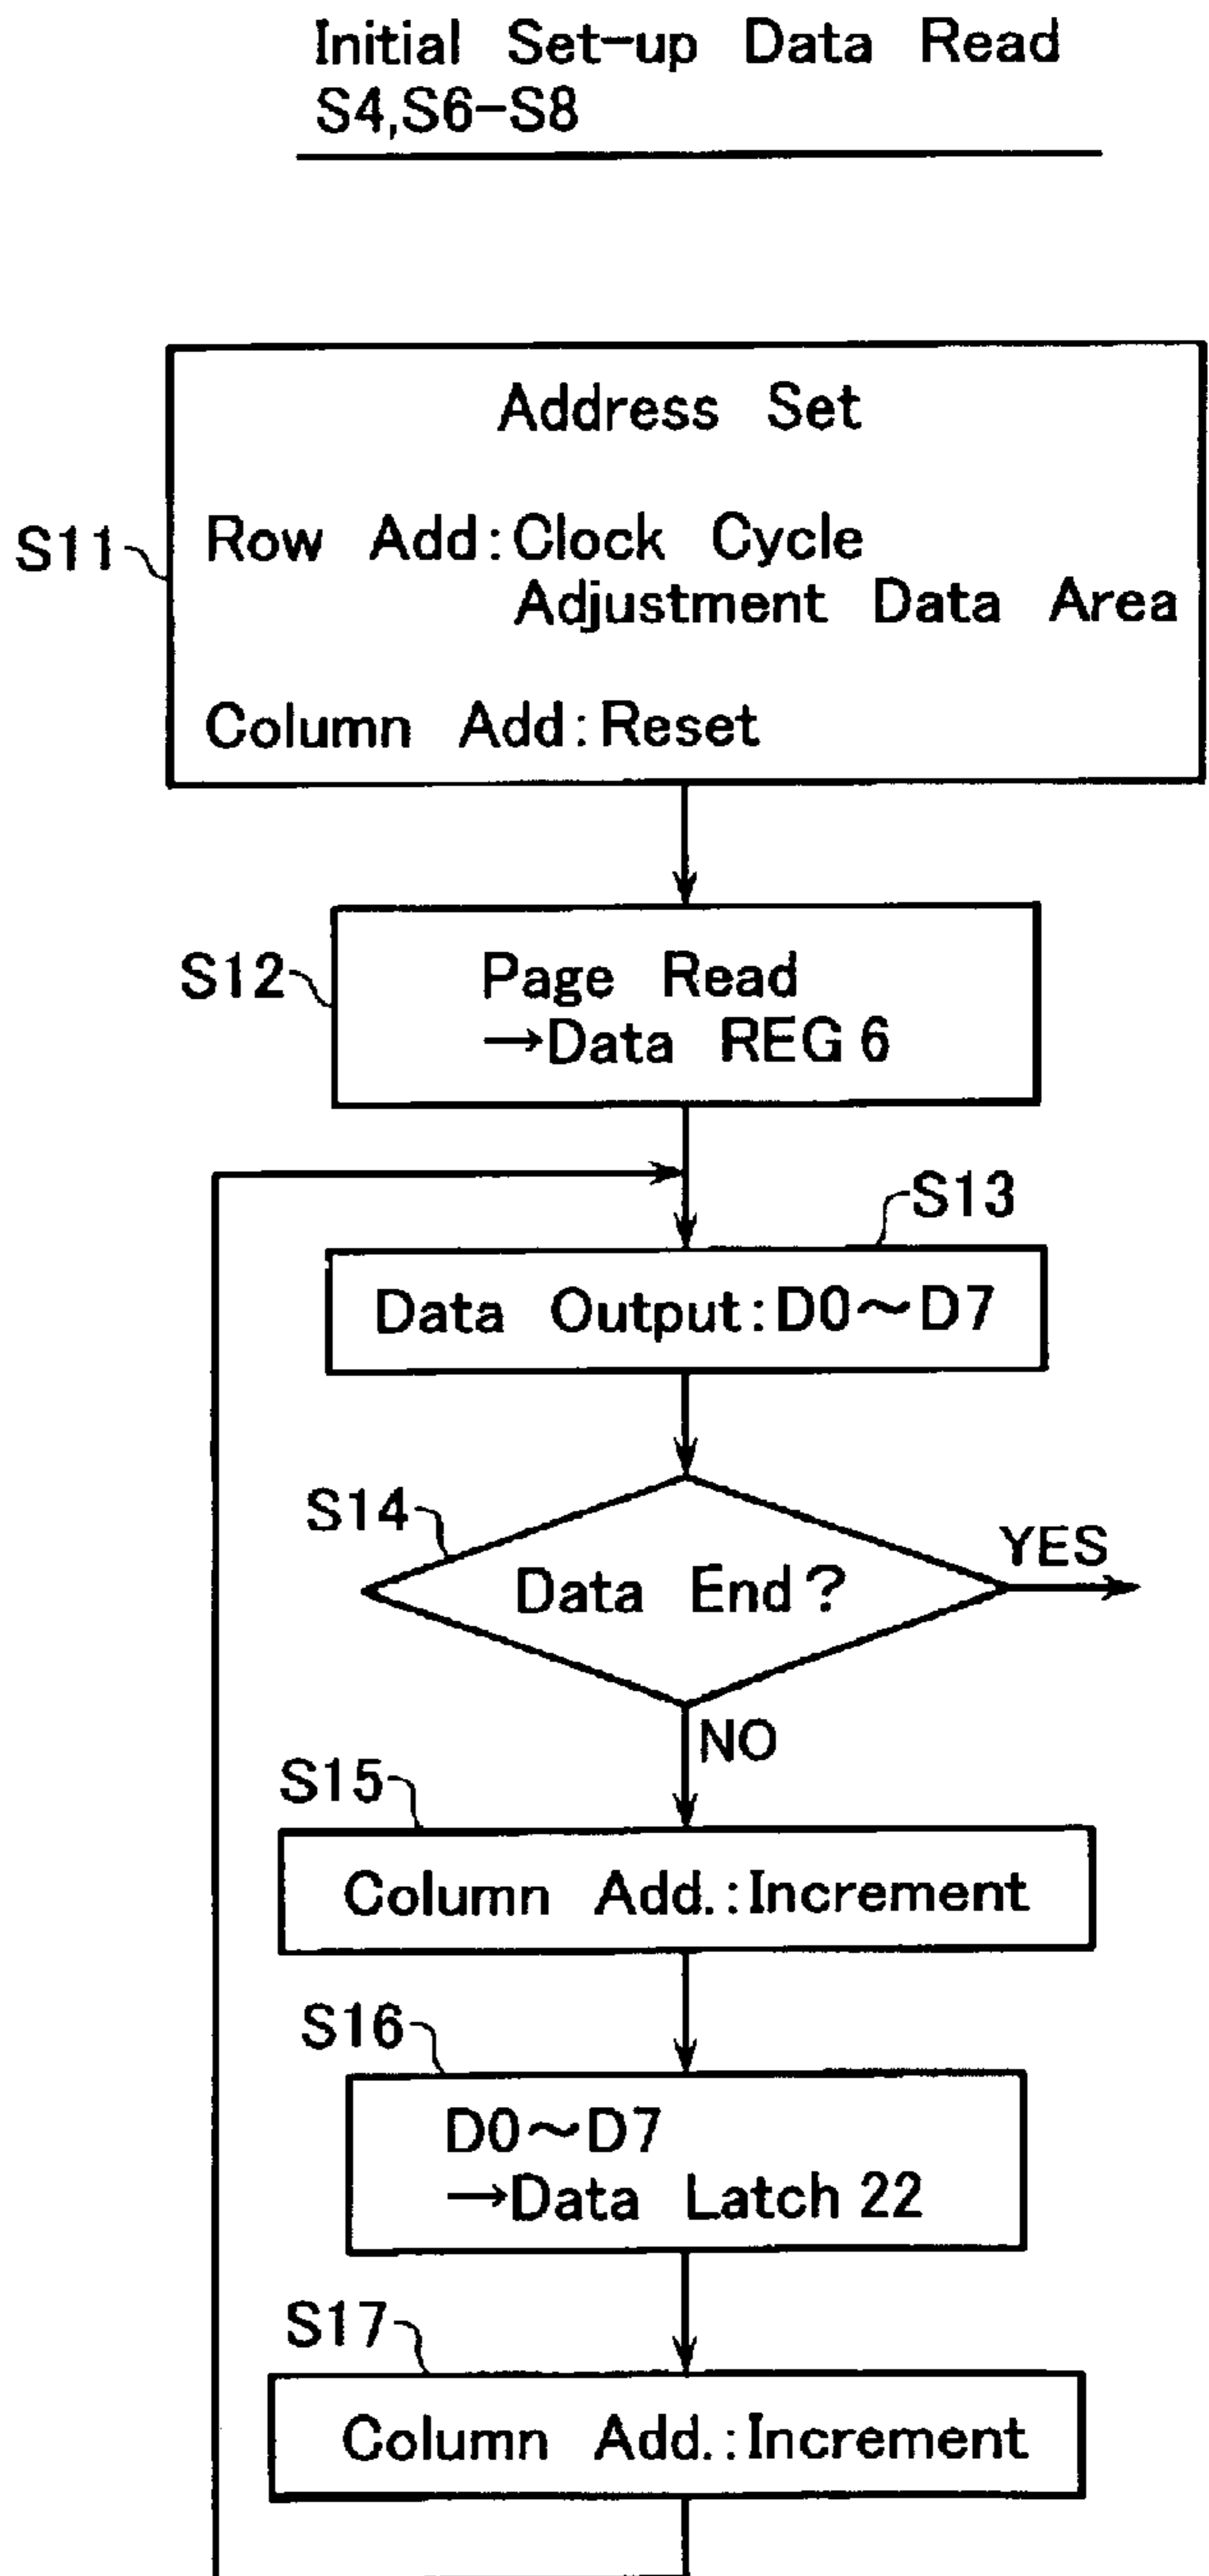 Initial Set-up Data Read
S4,S6-S8
Address Set
S11
Row Add:Clock Cycle
Adjustment Data Area
Column Add:Reset
S12
Page Read
→Data REG 6
S13
Data Output:D0～D7
S14
Data End?
YES
NO
S15
Column Add.:Increment
S16
D0～D7
→Data Latch 22
S17
Column Add.:Increment